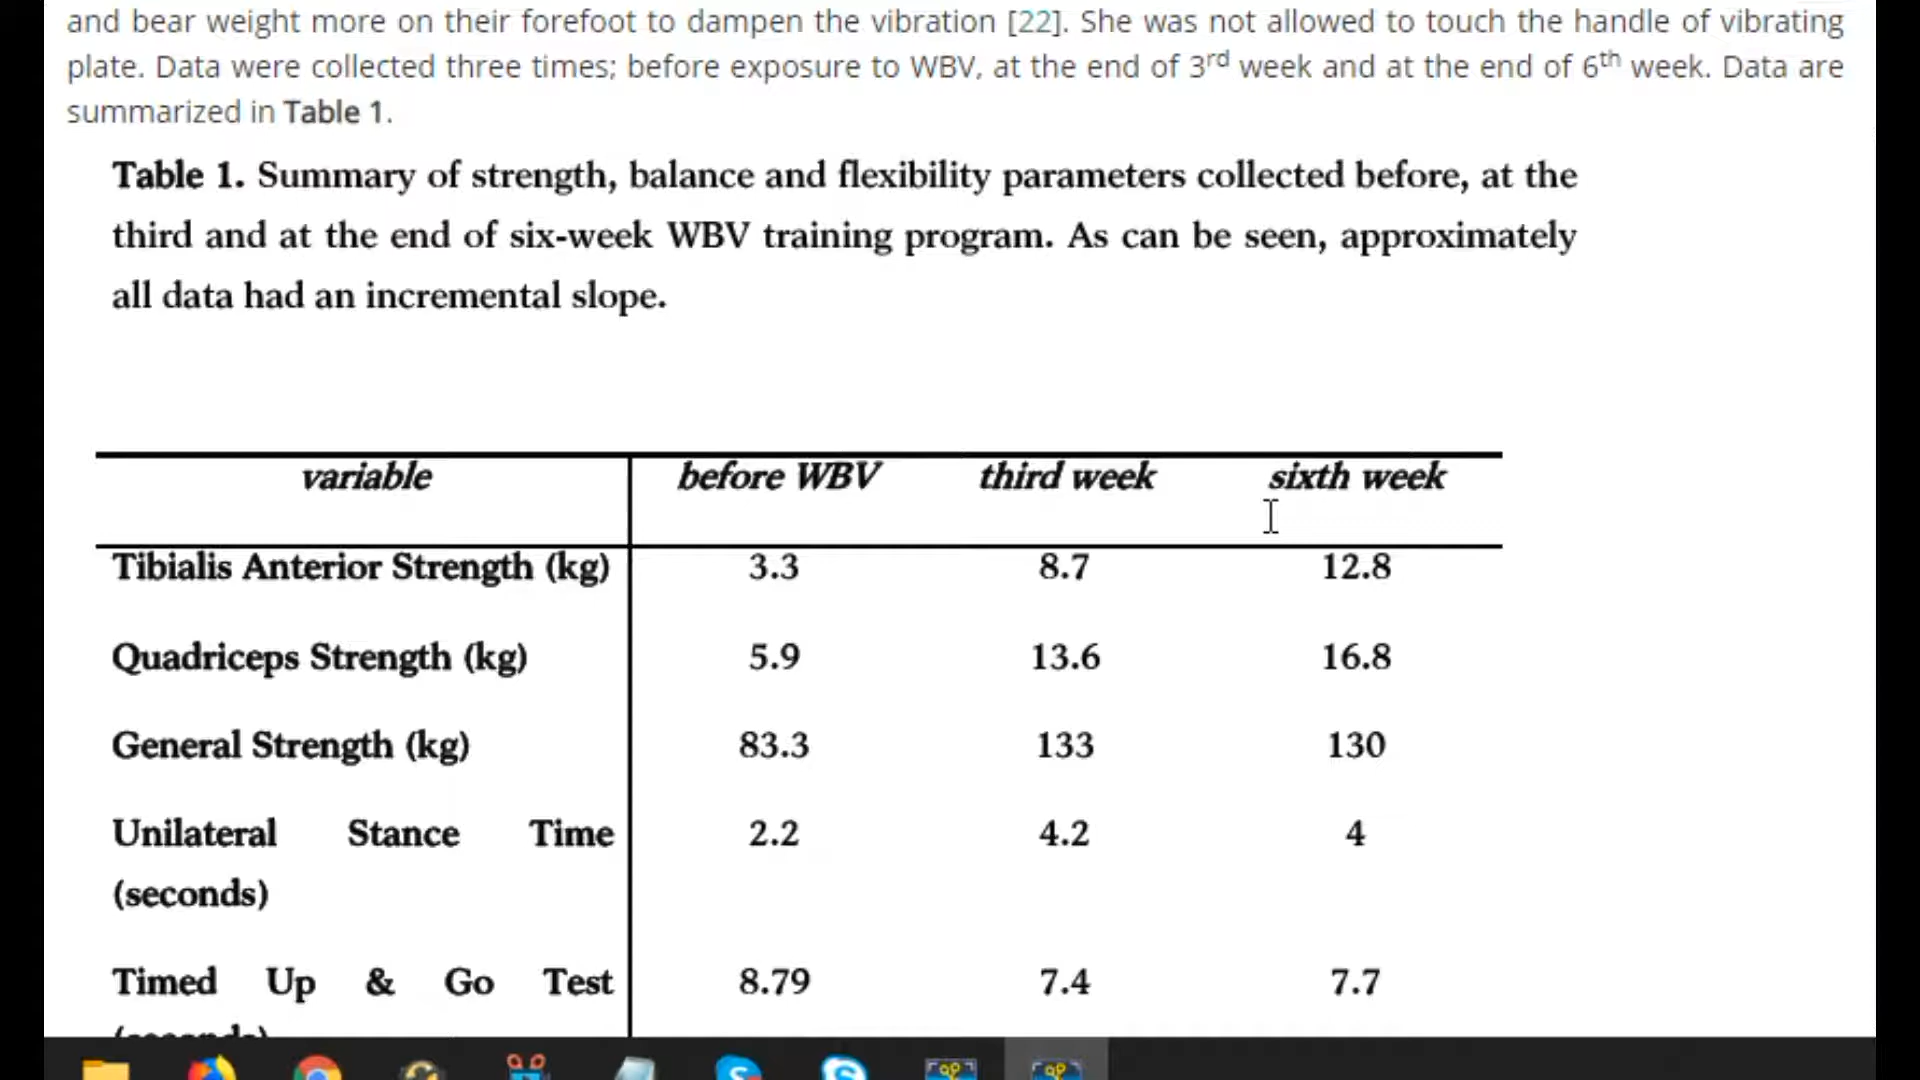 and bear weight more on their forefoot to dampen the vibration [22]. She was not allowed to touch the handle of vibrating
plate. Data were collected three times; before exposure to WBV, at the end of 3rd week and at the end of 6th week. Data are
summarized in Table 1.
Table 1. Summary of strength, balance and flexibility parameters collected before, at the
third and at the end of six-week WBV training program. As can be seen, approximately
all data had an incremental slope.
variable before WBV third week sixth week
Tibialis Anterior Strength (kg) 3.3 8.7 12.8
Quadriceps Strength (kg) 5.9 13.6 16.8
General Strength (kg) 83.3 133 130
Unilateral Stance Time 2.2 4.2 4
(seconds)
Timed Up & Go Test 8.79 7.4 7.7